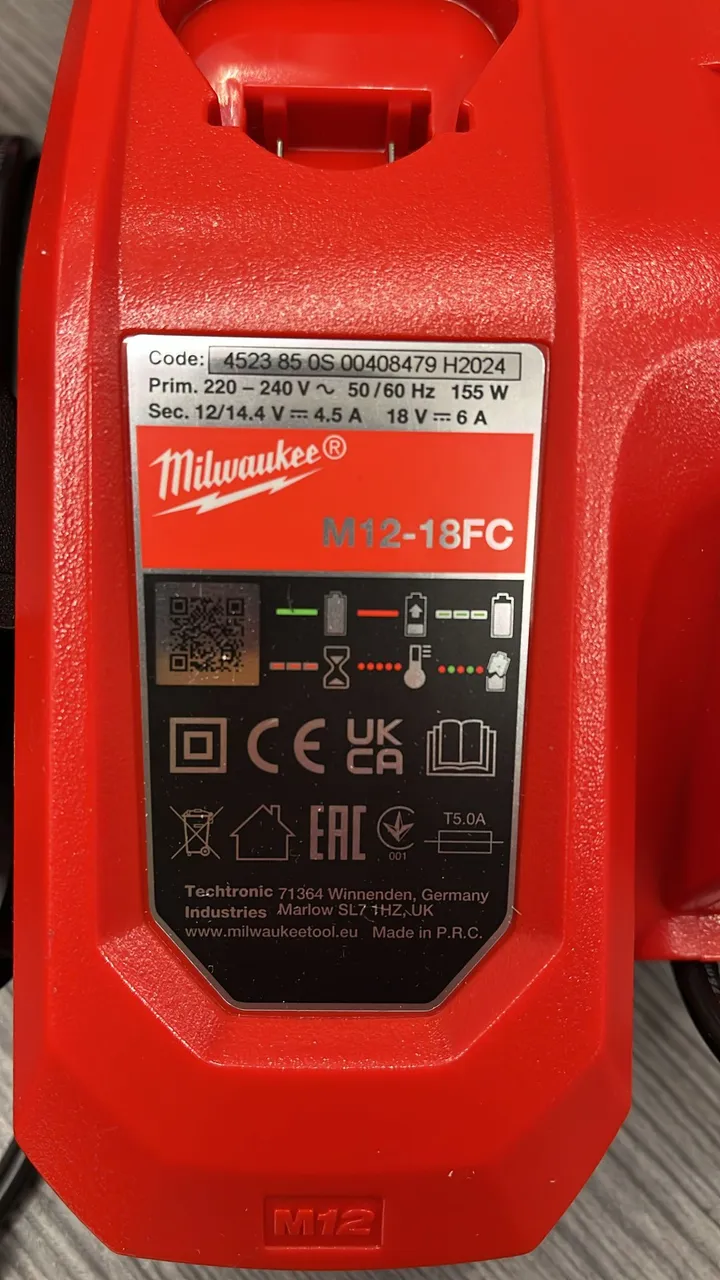 Code: 4523 85 0S 00408479 H2024
Prim. 220 – 240 V ~ 50/60 Hz 155 W
Sec. 12/14.4 V ⎓ 4.5 A 18 V ⎓ 6 A
Milwaukee®
M12-18FC
CE UK CA
EAC 001 T5.0A
Techtronic 71364 Winnenden, Germany
Industries Marlow SL7 1HZ, UK
www.milwaukeetool.eu Made in P.R.C.
M12